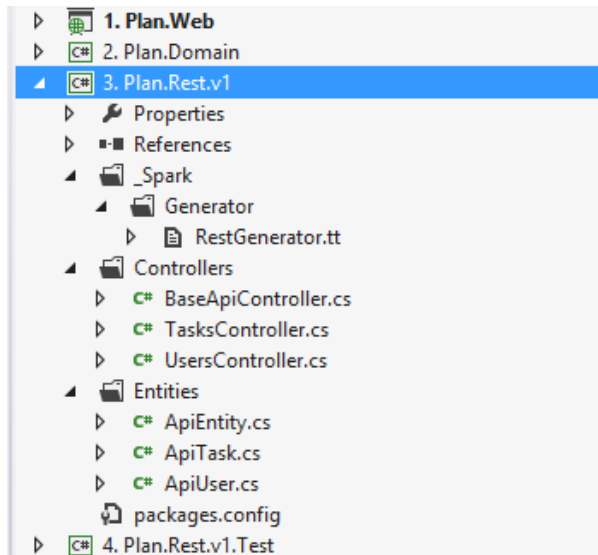 1. Plan.Web
C# 2. Plan.Domain
C# 3. Plan.Rest.v1
Properties
References
_Spark
Generator
RestGenerator.tt
Controllers
C# BaseApiController.cs
C# TasksController.cs
C# UsersController.cs
Entities
C# ApiEntity.cs
C# ApiTask.cs
C# ApiUser.cs
packages.config
C# 4. Plan.Rest.v1.Test